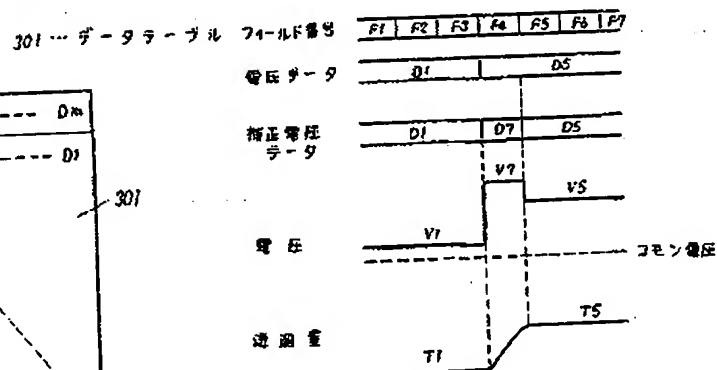 301 … データテーブル
--- Dm
---- D1
301
フィールド番号
F1 F2 F3 F4 F5 F6 F7
電圧データ
D1 D5
補正電圧
データ
D1 D7 D5
V7
V5
電圧
V1
コモン電圧
透過量
T5
T1